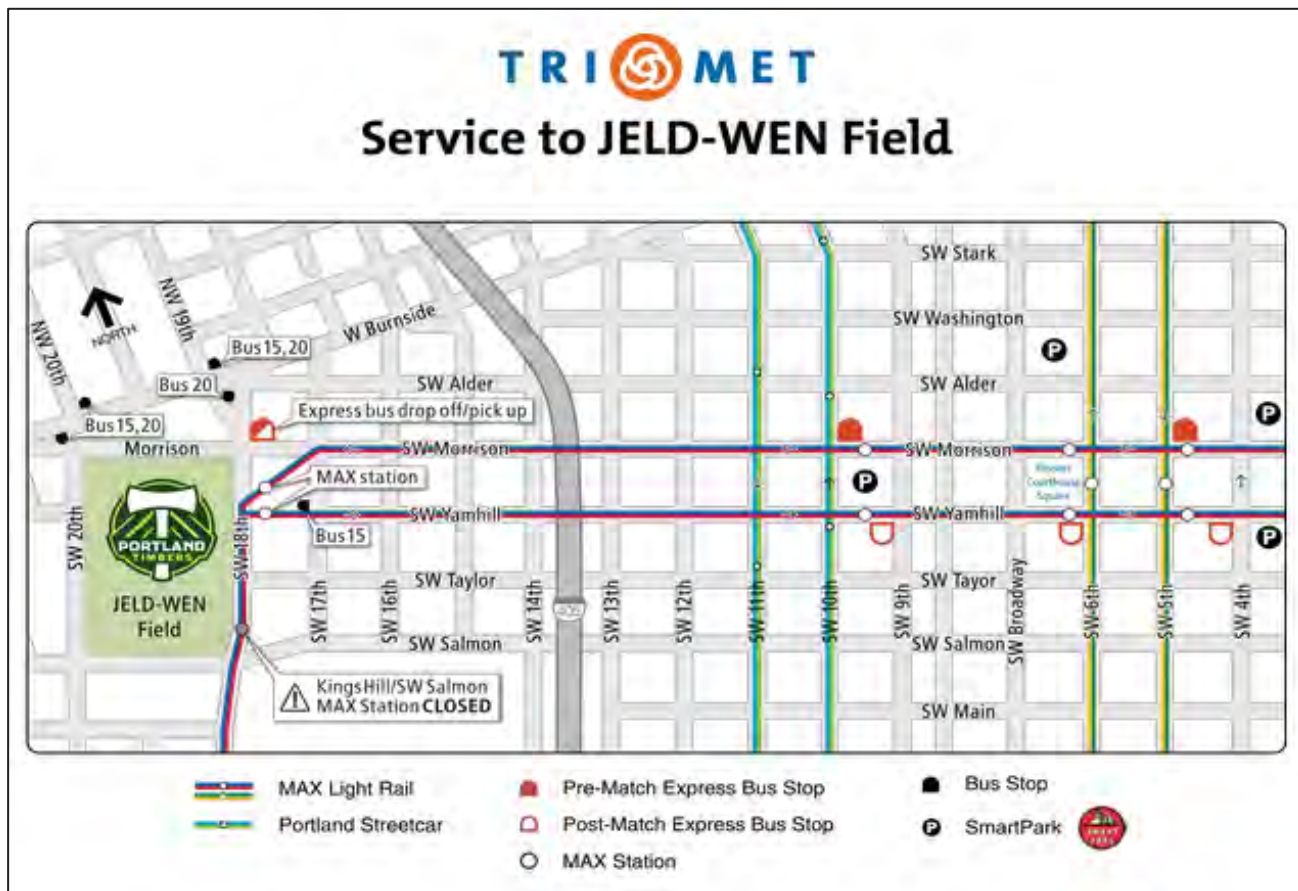 TRI MET
Service to JELD-WEN Field
SW Stark
NW 19th
W Burnside
SW Washington
NORTH
NW 20th
Bus 15, 20
P
Bus 20
SW Alder
SW Alder
Express bus drop off/pick up
P
Bus 15, 20
Morrison
SW Morrison
SW Morrison
MAX station
P
Pioneer
Courthouse
Square
PORTLAND
TIMBERS
SW 20th
SW 18th
SW Yamhill
SW Yamhill
Bus 15
P
JELD-WEN
Field
SW Taylor
SW Tayor
SW 17th
SW 16th
SW 14th
405
SW 13th
SW 12th
SW 11th
SW 10th
SW 9th
SW Broadway
SW 6th
SW 5th
SW 4th
SW Salmon
SW Salmon
Kings Hill/SW Salmon
MAX Station CLOSED
SW Main
MAX Light Rail
Portland Streetcar
Pre-Match Express Bus Stop
Post-Match Express Bus Stop
MAX Station
Bus Stop
P SmartPark
SMART
PARK